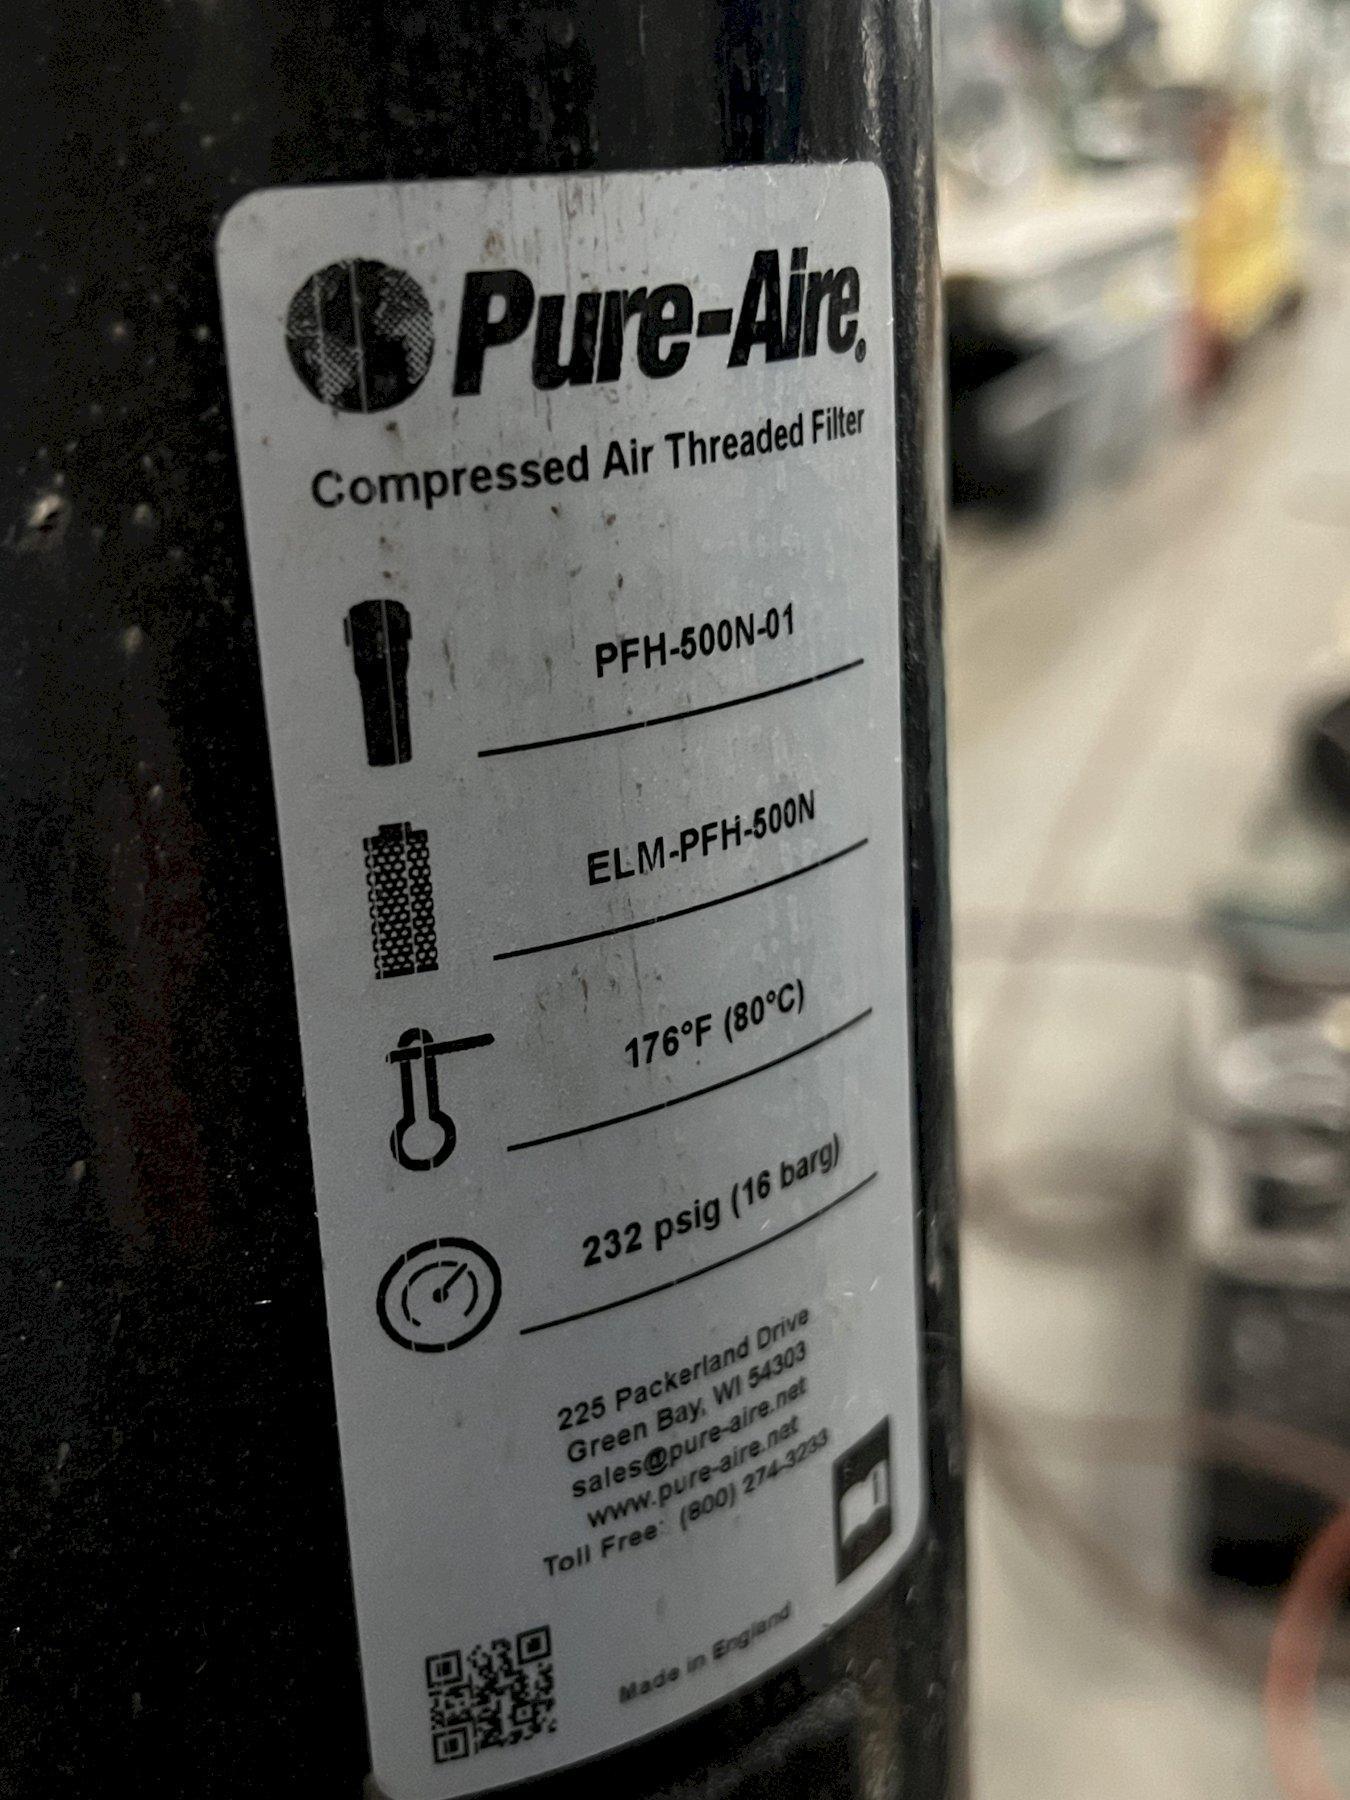 Pure-Aire®
Compressed Air Threaded Filter
PFH-500N-01
ELM-PFH-500N
176°F (80°C)
232 psig (16 barg)
225 Packerland Drive
Green Bay, WI 54303
sales@pure-aire.net
www.pure-aire.net
Toll Free: (800) 274-3233
Made in England